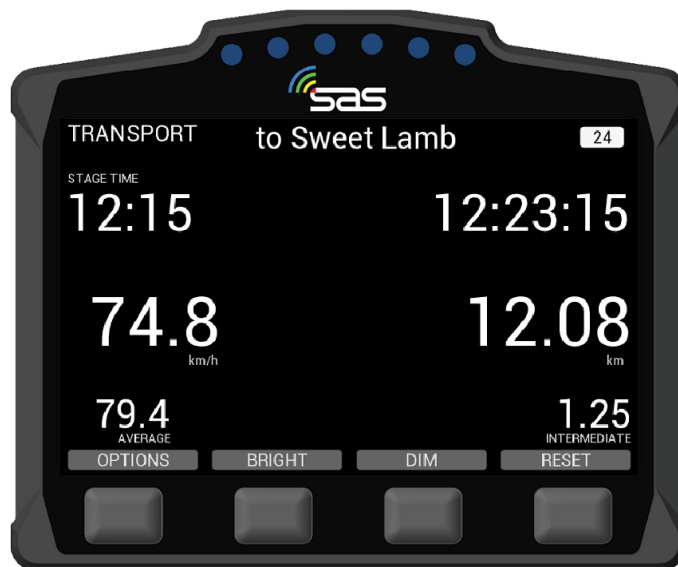 sas
TRANSPORT to Sweet Lamb 24
STAGE TIME
12:15 12:23:15
74.8 12.08
km/h km
79.4 1.25
AVERAGE INTERMEDIATE
OPTIONS BRIGHT DIM RESET